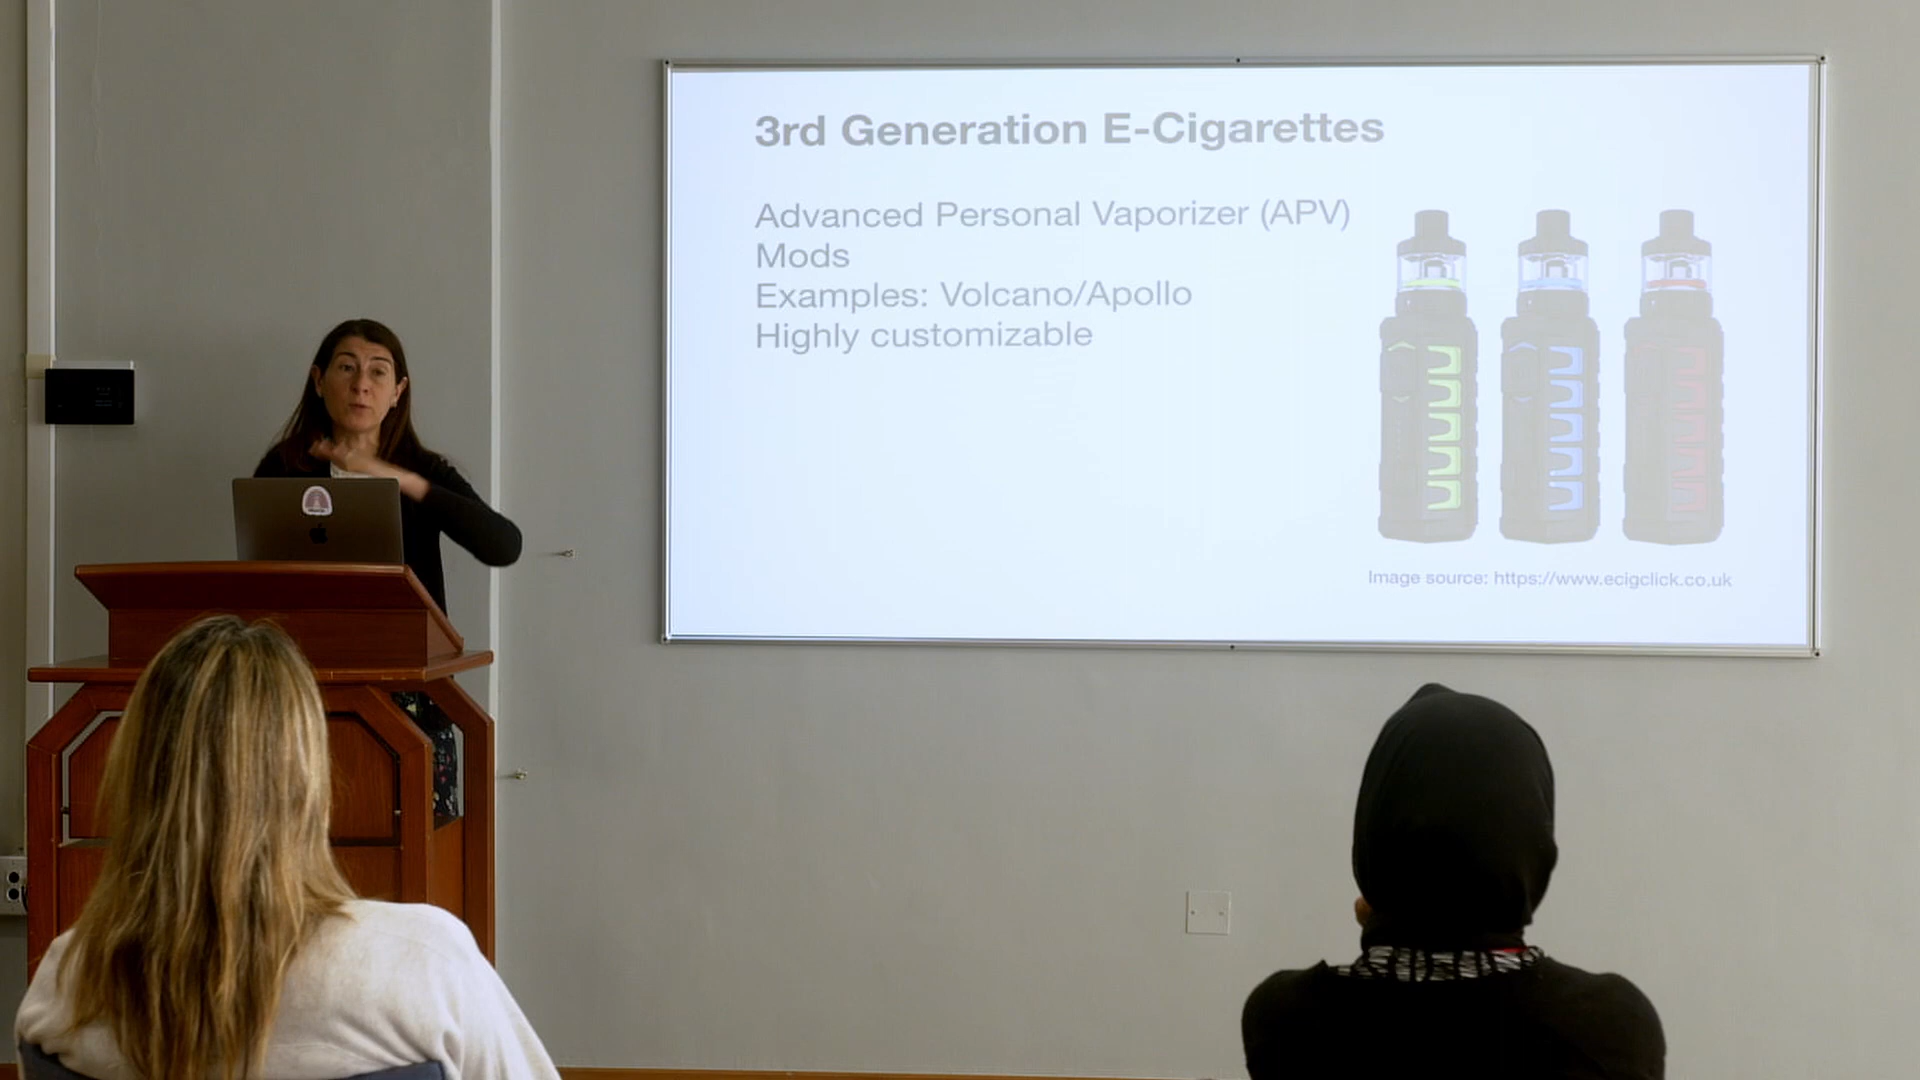 3rd Generation E-Cigarettes
Advanced Personal Vaporizer (APV)
Mods
Examples: Volcano/Apollo
Highly customizable
Image source: https://www.ecigclick.co.uk